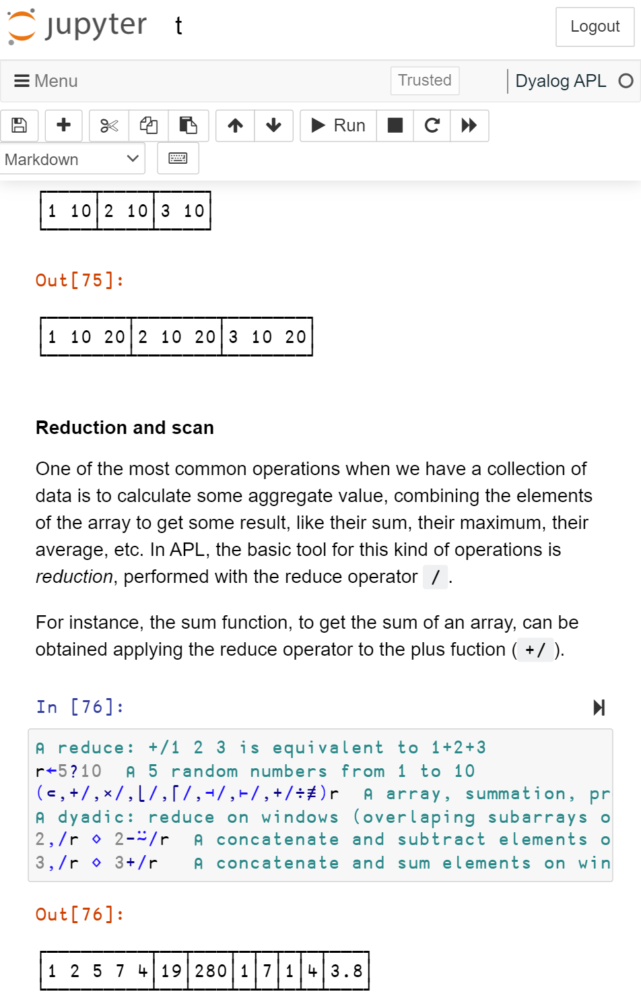 jupyter t Logout
Menu Trusted Dyalog APL
Run
Markdown
1 10 2 10 3 10
Out[75]:
1 10 20 2 10 20 3 10 20
Reduction and scan
One of the most common operations when we have a collection of
data is to calculate some aggregate value, combining the elements
of the array to get some result, like their sum, their maximum, their
average, etc. In APL, the basic tool for this kind of operations is
reduction, performed with the reduce operator / .
For instance, the sum function, to get the sum of an array, can be
obtained applying the reduce operator to the plus fuction ( +/ ).
In [76]:
⍝ reduce: +/1 2 3 is equivalent to 1+2+3
r←5?10 ⍝ 5 random numbers from 1 to 10
(⊂,+/,×/,⌊/,⌈/,⊣/,⊢/,+/÷≢)r ⍝ array, summation, pr
⍝ dyadic: reduce on windows (overlaping subarrays o
2,/r ⋄ 2-⍨/r ⍝ concatenate and subtract elements o
3,/r ⋄ 3+/r ⍝ concatenate and sum elements on win
Out[76]:
1 2 5 7 4 19 280 1 7 1 4 3.8